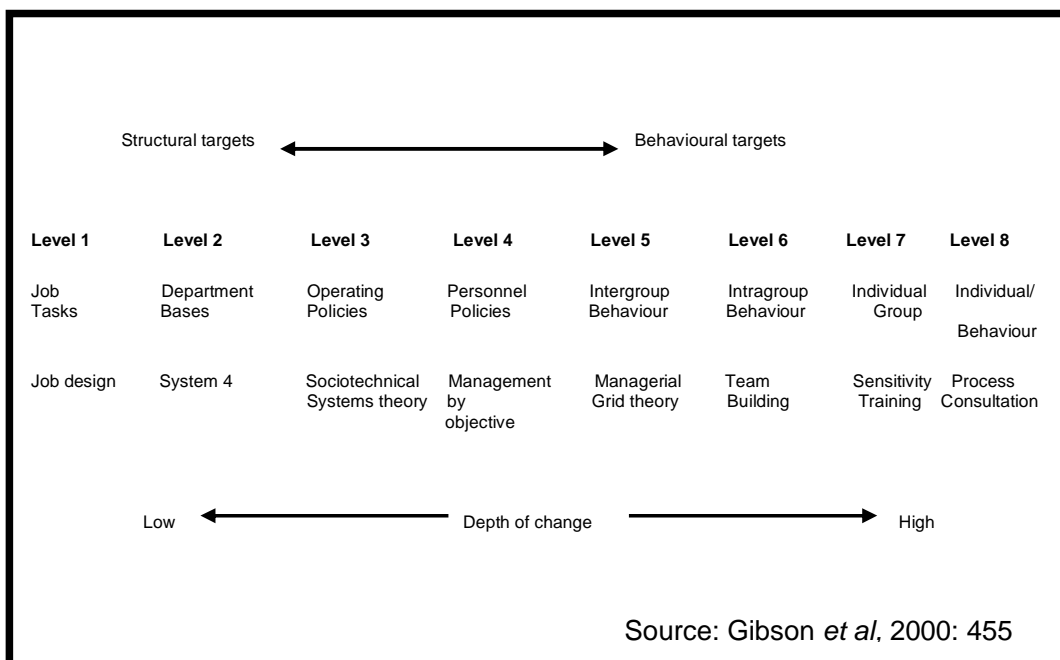 Structural targets Behavioural targets
Level 1 Level 2 Level 3 Level 4 Level 5 Level 6 Level 7 Level 8
Job Department Operating Personnel Intergroup Intragroup Individual Individual/
Tasks Bases Policies Policies Behaviour Behaviour Group
Behaviour
Job design System 4 Sociotechnical Management Managerial Team Sensitivity Process
Systems theory by Grid theory Building Training Consultation
objective
Low Depth of change High
Source: Gibson et al, 2000: 455